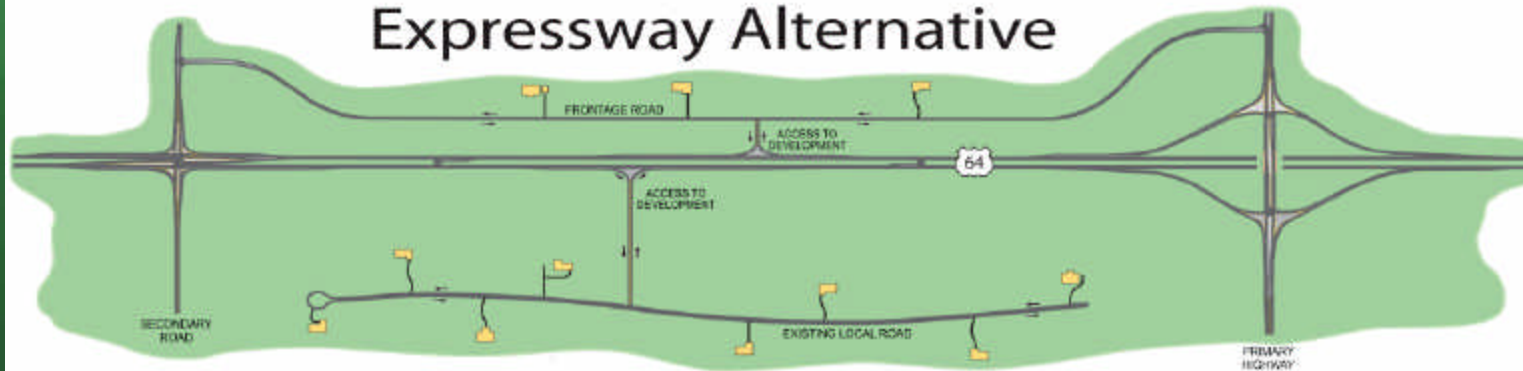 Expressway Alternative
FRONTAGE ROAD
ACCESS TO
DEVELOPMENT
64
ACCESS TO
DEVELOPMENT
SECONDARY
ROAD
EXISTING LOCAL ROAD
PRIMARY
HIGHWAY